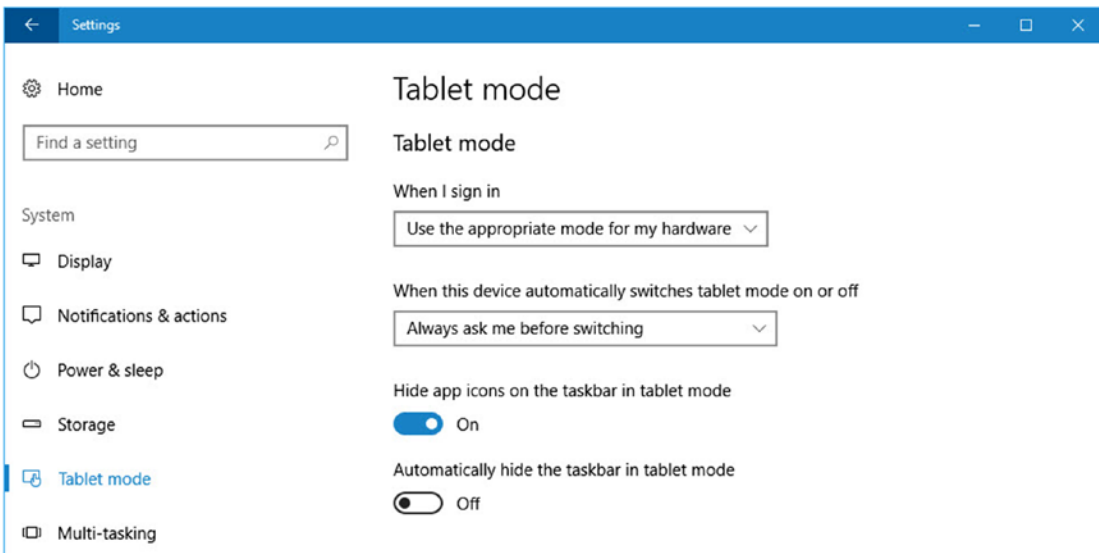 Settings
Home
Find a setting
System
Display
Notifications & actions
Power & sleep
Storage
Tablet mode
Multi-tasking
Tablet mode
Tablet mode
When I sign in
Use the appropriate mode for my hardware
When this device automatically switches tablet mode on or off
Always ask me before switching
Hide app icons on the taskbar in tablet mode
On
Automatically hide the taskbar in tablet mode
Off